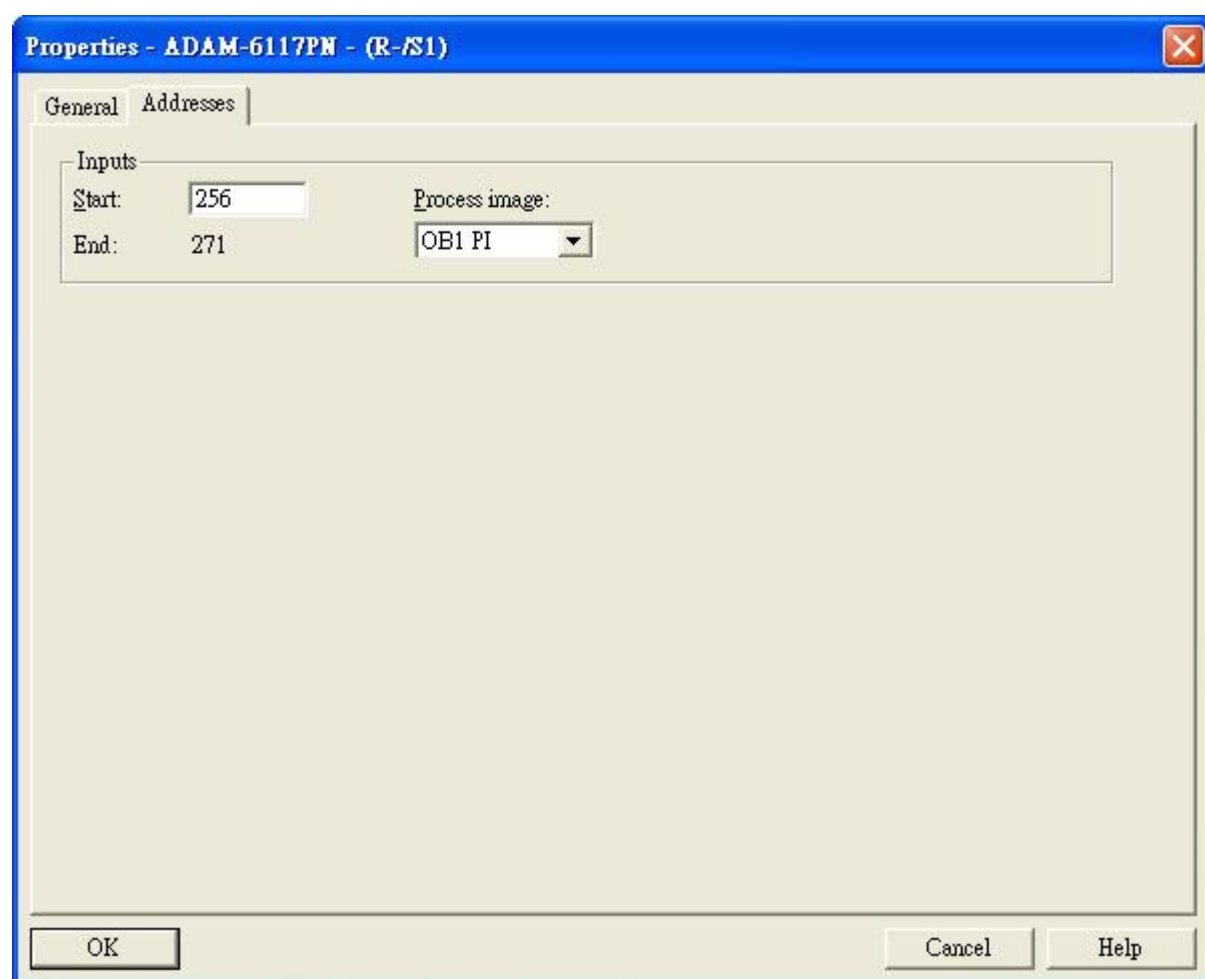 Properties - ADAM-6117PN - (R-/S1)
General Addresses
Inputs
Start: 256 Process image:
End: 271 OB1 PI
OK Cancel Help